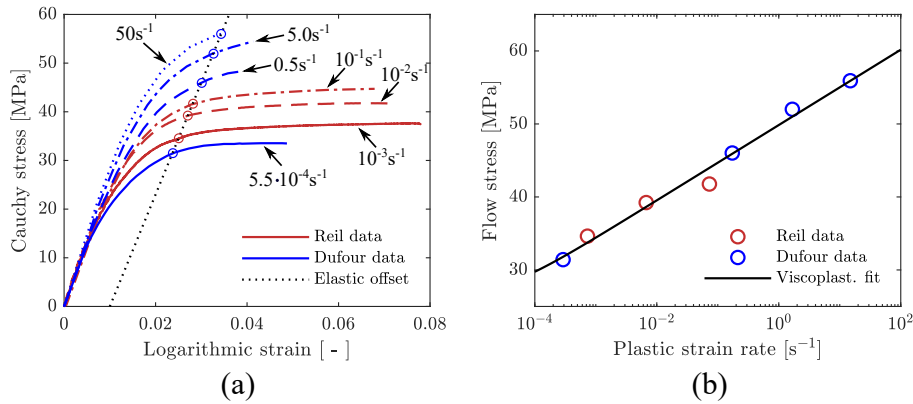 60
50
40
30
20
10
0
0
0.02
0.04
0.06
0.08
Cauchy stress [MPa]
Logarithmic strain [ - ]
50s⁻¹
5.0s⁻¹
0.5s⁻¹
10⁻¹s⁻¹
10⁻²s⁻¹
10⁻³s⁻¹
5.5·10⁻⁴s⁻¹
Reil data
Dufour data
Elastic offset
(a)
60
50
40
30
10⁻⁴
10⁻²
10⁰
10²
Flow stress [MPa]
Plastic strain rate [s⁻¹]
Reil data
Dufour data
Viscoplast. fit
(b)